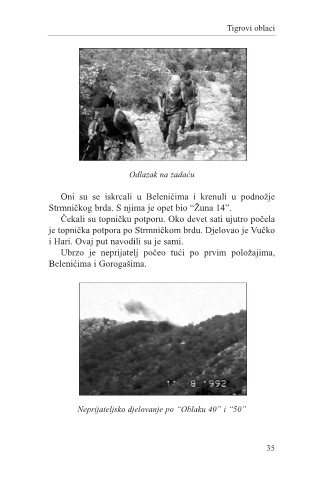 Tigrovi oblaci
Odlazak na zadaću
Oni su se iskrcali u Belenićima i krenuli u podnožje
Strmničkog brda. S njima je opet bio “Žuna 14”.
Čekali su topničku potporu. Oko devet sati ujutro počela
je topnička potpora po Strmničkom brdu. Djelovao je Vučko
i Hari. Ovaj put navodili su je sami.
Ubrzo je neprijatelj počeo tući po prvim položajima,
Belenićima i Gorogašima.
11 8 1992
Neprijateljsko djelovanje po “Oblaku 40” i “50”
35